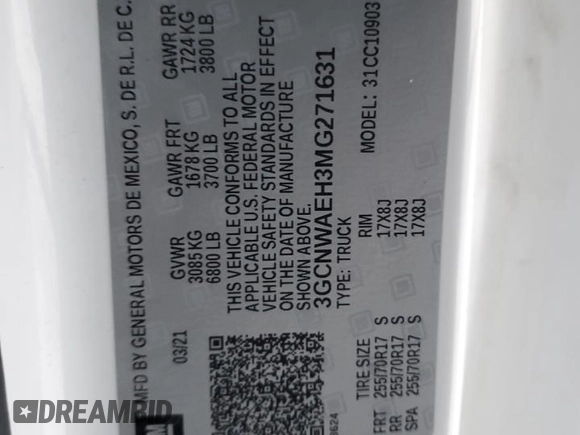 MFD BY GENERAL MOTORS DE MEXICO, S. DE R.L. DE C.
03/21
GVWR GAWR FRT GAWR RR
3085 KG 1678 KG 1724 KG
6800 LB 3700 LB 3800 LB
THIS VEHICLE CONFORMS TO ALL
APPLICABLE U.S. FEDERAL MOTOR
VEHICLE SAFETY STANDARDS IN EFFECT
ON THE DATE OF MANUFACTURE
SHOWN ABOVE.
3GCNWAEH3MG271631
TYPE: TRUCK 31CC10903
TIRE SIZE RIM
FRT 255/70R17 S 17X8J
RR 255/70R17 S 17X8J
SPA 255/70R17 S 17X8J
8624
DREAMBID